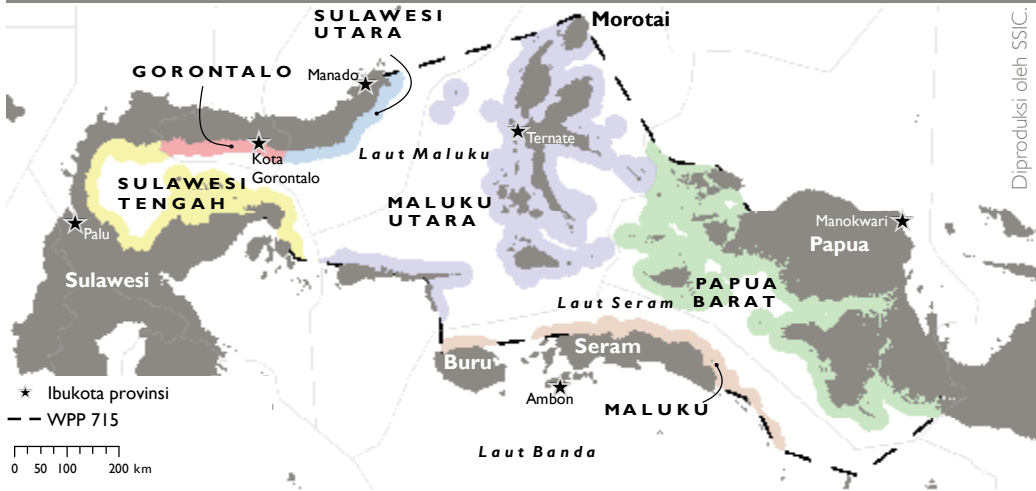 SULAWESI
UTARA
Morotai
Diproduksi oleh SSIC.
GORONTALO
Manado
Ternate
Laut Maluku
Kota
Gorontalo
SULAWESI
TENGAH
MALUKU
UTARA
Manokwari
Papua
Palu
Sulawesi
PAPUA
BARAT
Laut Seram
Seram
Buru
Ambon
MALUKU
Ibukota provinsi
WPP 715
Laut Banda
0 50 100 200 km